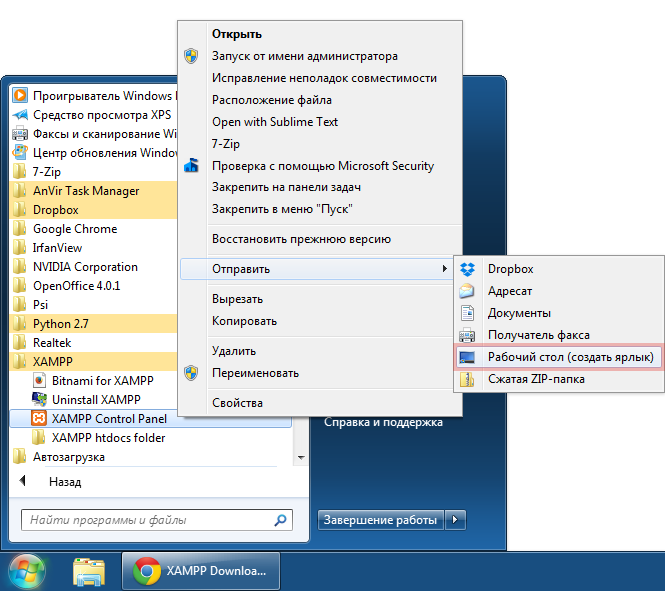 Открыть
Запуск от имени администратора
Исправление неполадок совместимости
Расположение файла
Open with Sublime Text
7-Zip
Проверка с помощью Microsoft Security
Закрепить на панели задач
Закрепить в меню "Пуск"
Восстановить прежнюю версию
Отправить
Вырезать
Копировать
Удалить
Переименовать
Свойства
Dropbox
Адресат
Документы
Получатель факса
Рабочий стол (создать ярлык)
Сжатая ZIP-папка
Проигрыватель Windows
Средство просмотра XPS
Факсы и сканирование Wi
Центр обновления Windo
7-Zip
AnVir Task Manager
Dropbox
Google Chrome
IrfanView
NVIDIA Corporation
OpenOffice 4.0.1
Psi
Python 2.7
Realtek
XAMPP
Bitnami for XAMPP
Uninstall XAMPP
XAMPP Control Panel
XAMPP htdocs folder
Автозагрузка
Назад
Найти программы и файлы
Справка и поддержка
Завершение работы
XAMPP Downloa...